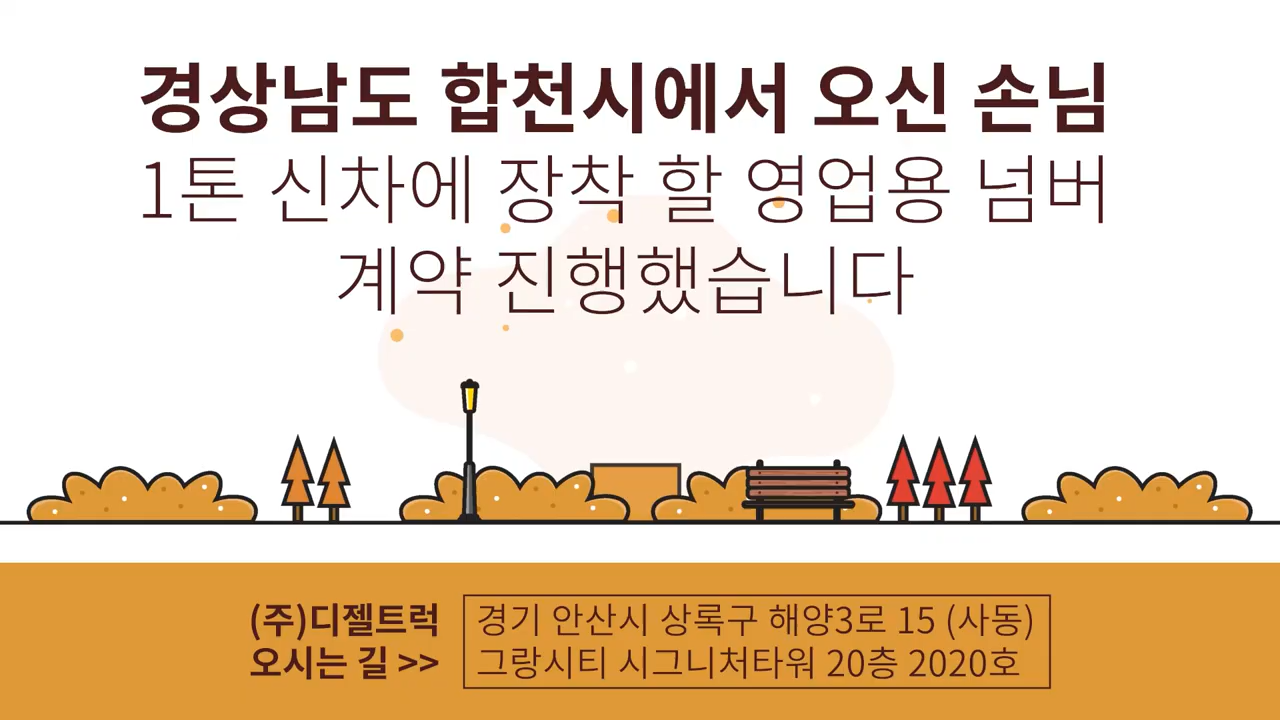 경상남도 합천시에서 오신 손님
1톤 신차에 장착 할 영업용 넘버
계약 진행했습니다
(주)디젤트럭
오시는 길 >>
경기 안산시 상록구 해양3로 15 (사동)
그랑시티 시그니처타워 20층 2020호